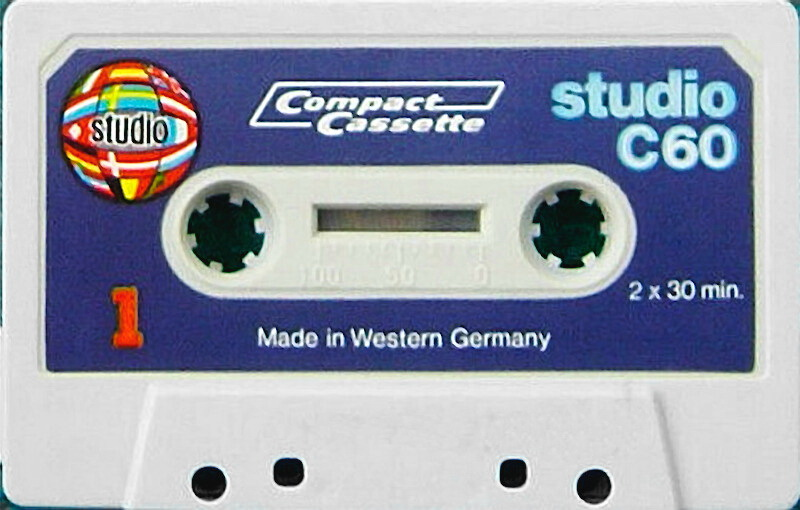 studio
Compact
Cassette
studio
C60
100 50 0
2 x 30 min.
1
Made in Western Germany